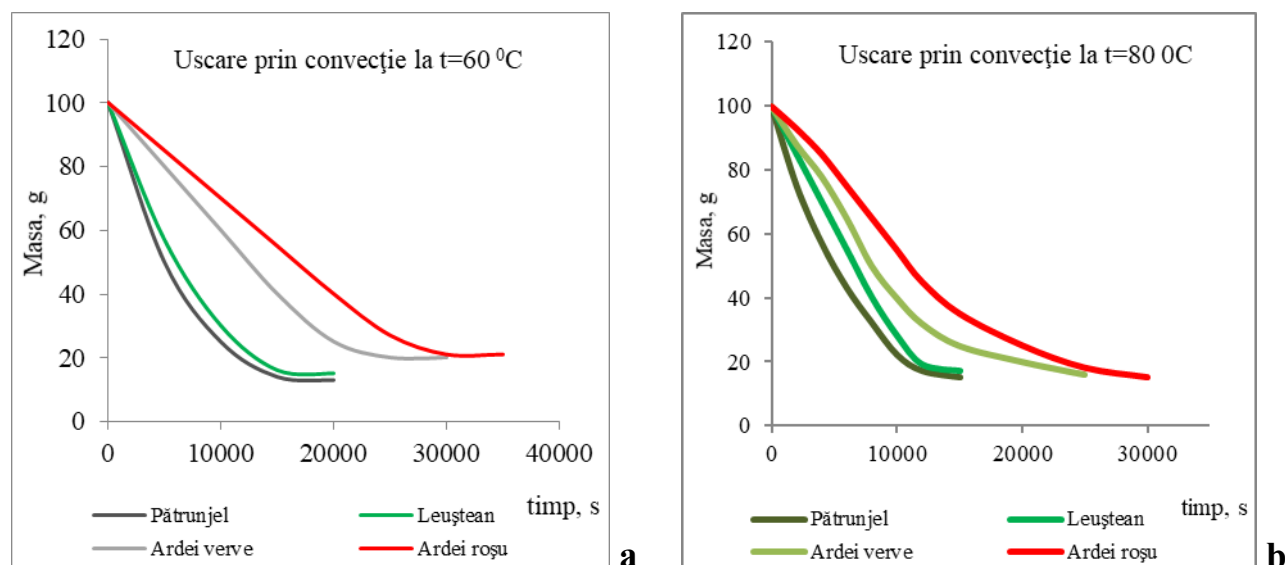 Uscare prin convecţie la t=60 ⁰C
Masa, g
120
100
80
60
40
20
0
0 10000 20000 30000 40000
timp, s
Pătrunjel Leuştean
Ardei verve Ardei roşu
a
Uscare prin convecţie la t=80 0C
Masa, g
120
100
80
60
40
20
0
0 10000 20000 30000
timp, s
Pătrunjel Leuştean
Ardei verve Ardei roşu
b